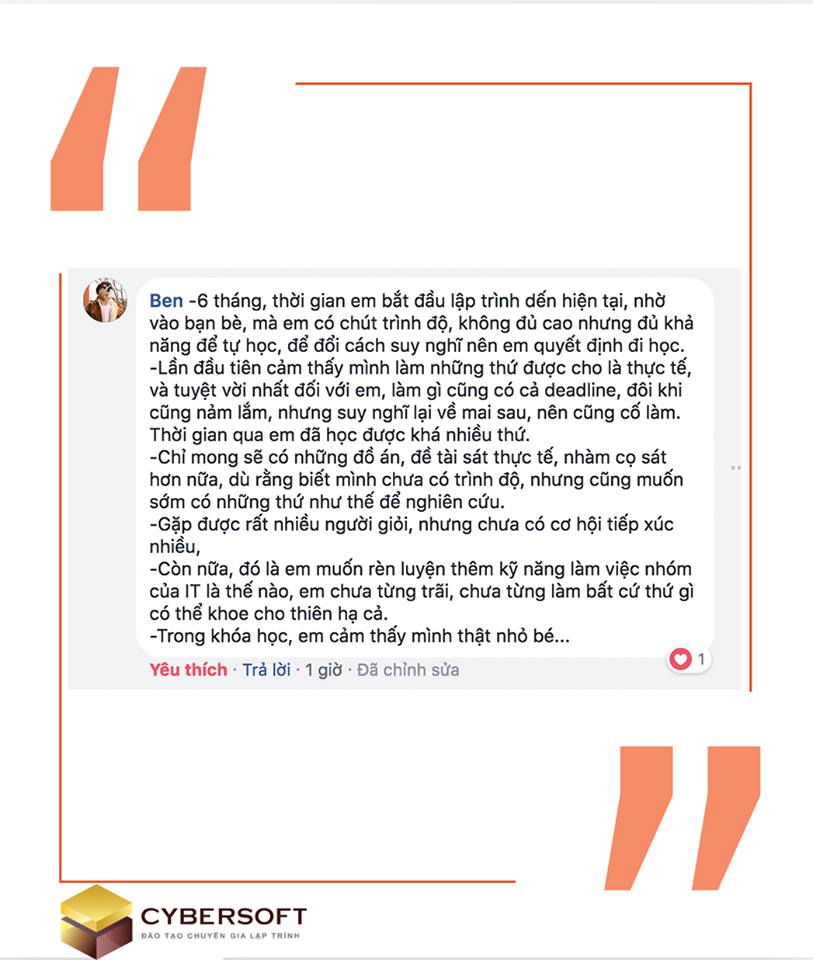 Ben -6 tháng, thời gian em bắt đầu lập trình dến hiện tại, nhờ
vào bạn bè, mà em có chút trình độ, không đủ cao nhưng đủ khả
năng để tự học, để đổi cách suy nghĩ nên em quyết định đi học.
-Lần đầu tiên cảm thấy mình làm những thứ được cho là thực tế,
và tuyệt vời nhất đối với em, làm gì cũng có cả deadline, đôi khi
cũng nản lắm, nhưng suy nghĩ lại về mai sau, nên cũng cố làm.
Thời gian qua em đã học được khá nhiều thứ.
-Chỉ mong sẽ có những đồ án, đề tài sát thực tế, nhàm cọ sát
hơn nữa, dù rằng biết mình chưa có trình độ, nhưng cũng muốn
sớm có những thứ như thế để nghiên cứu.
-Gặp được rất nhiều người giỏi, nhưng chưa có cơ hội tiếp xúc
nhiều,
-Còn nữa, đó là em muốn rèn luyện thêm kỹ năng làm việc nhóm
của IT là thế nào, em chưa từng trãi, chưa từng làm bất cứ thứ gì
có thể khoe cho thiên hạ cả.
-Trong khóa học, em cảm thấy mình thật nhỏ bé...
Yêu thích · Trả lời · 1 giờ · Đã chỉnh sửa
1
CYBERSOFT
ĐÀO TẠO CHUYÊN GIA LẬP TRÌNH